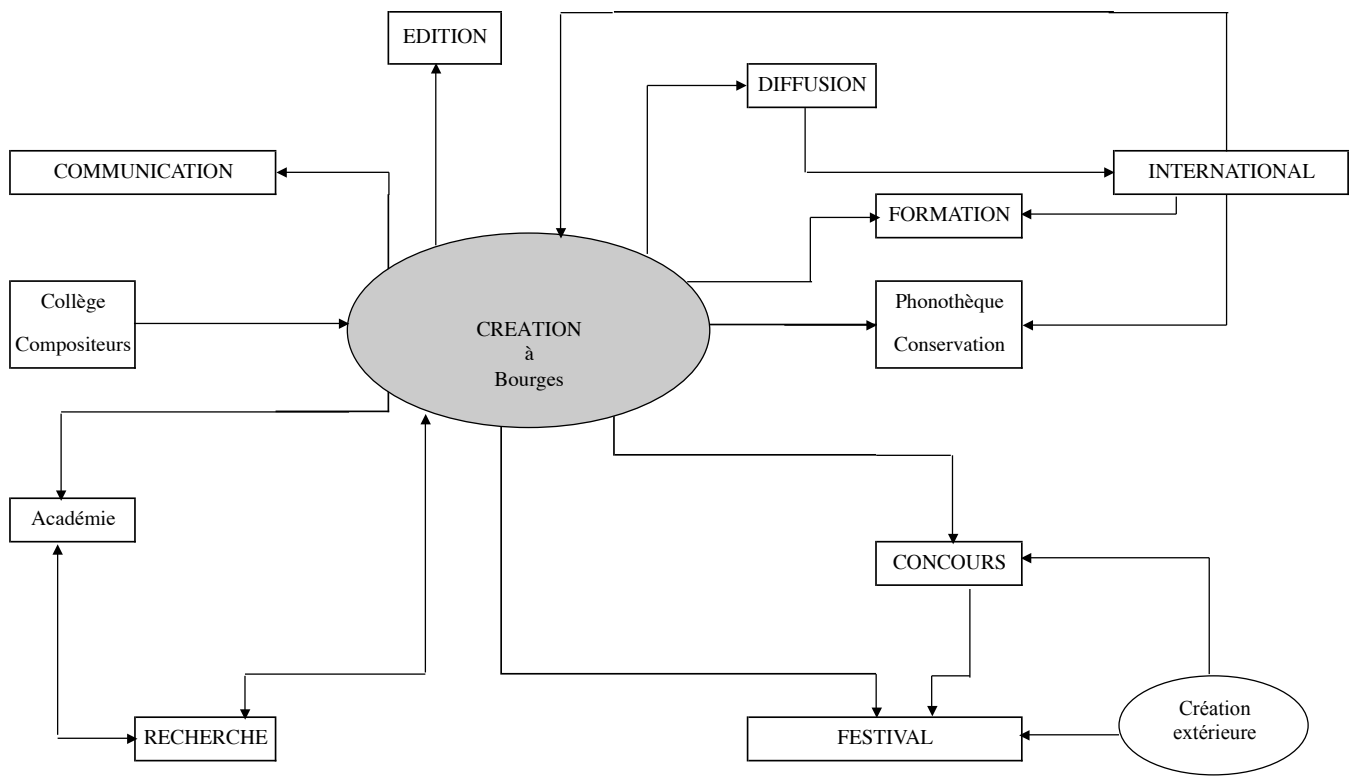 EDITION
DIFFUSION
COMMUNICATION
INTERNATIONAL
FORMATION
Collège
Compositeurs
Phonothèque
Conservation
CREATION
à
Bourges
Académie
CONCOURS
RECHERCHE
FESTIVAL
Création
extérieure